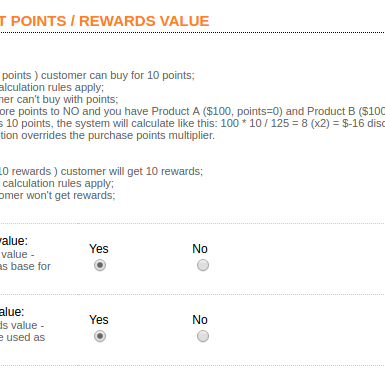 T POINTS / REWARDS VALUE
points ) customer can buy for 10 points;
alculation rules apply;
mer can't buy with points;
ore points to NO and you have Product A ($100, points=0) and Product B ($100
s 10 points, the system will calculate like this: 100 * 10 / 125 = 8 (x2) = $-16 disc
tion overrides the purchase points multiplier.
10 rewards ) customer will get 10 rewards;
calculation rules apply;
omer won't get rewards;
value:
value -
as base for
Yes
No
alue:
ds value -
e used as
Yes
No